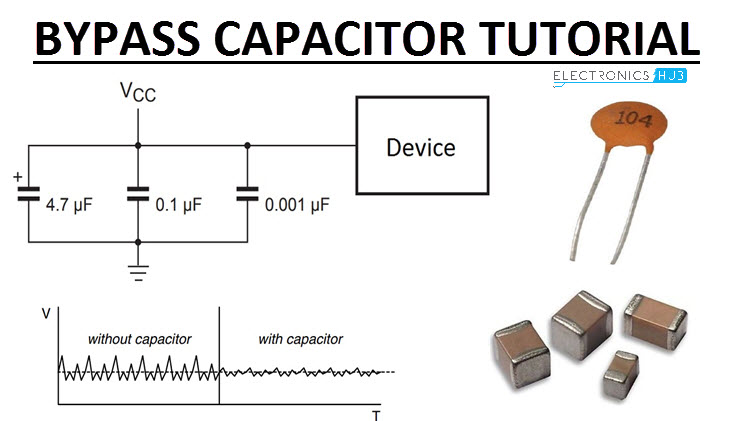 BYPASS CAPACITOR TUTORIAL
ELECTRONICS HUB
VCC
Device
104
+
4.7 µF
0.1 µF
0.001 µF
V
without capacitor
with capacitor
T